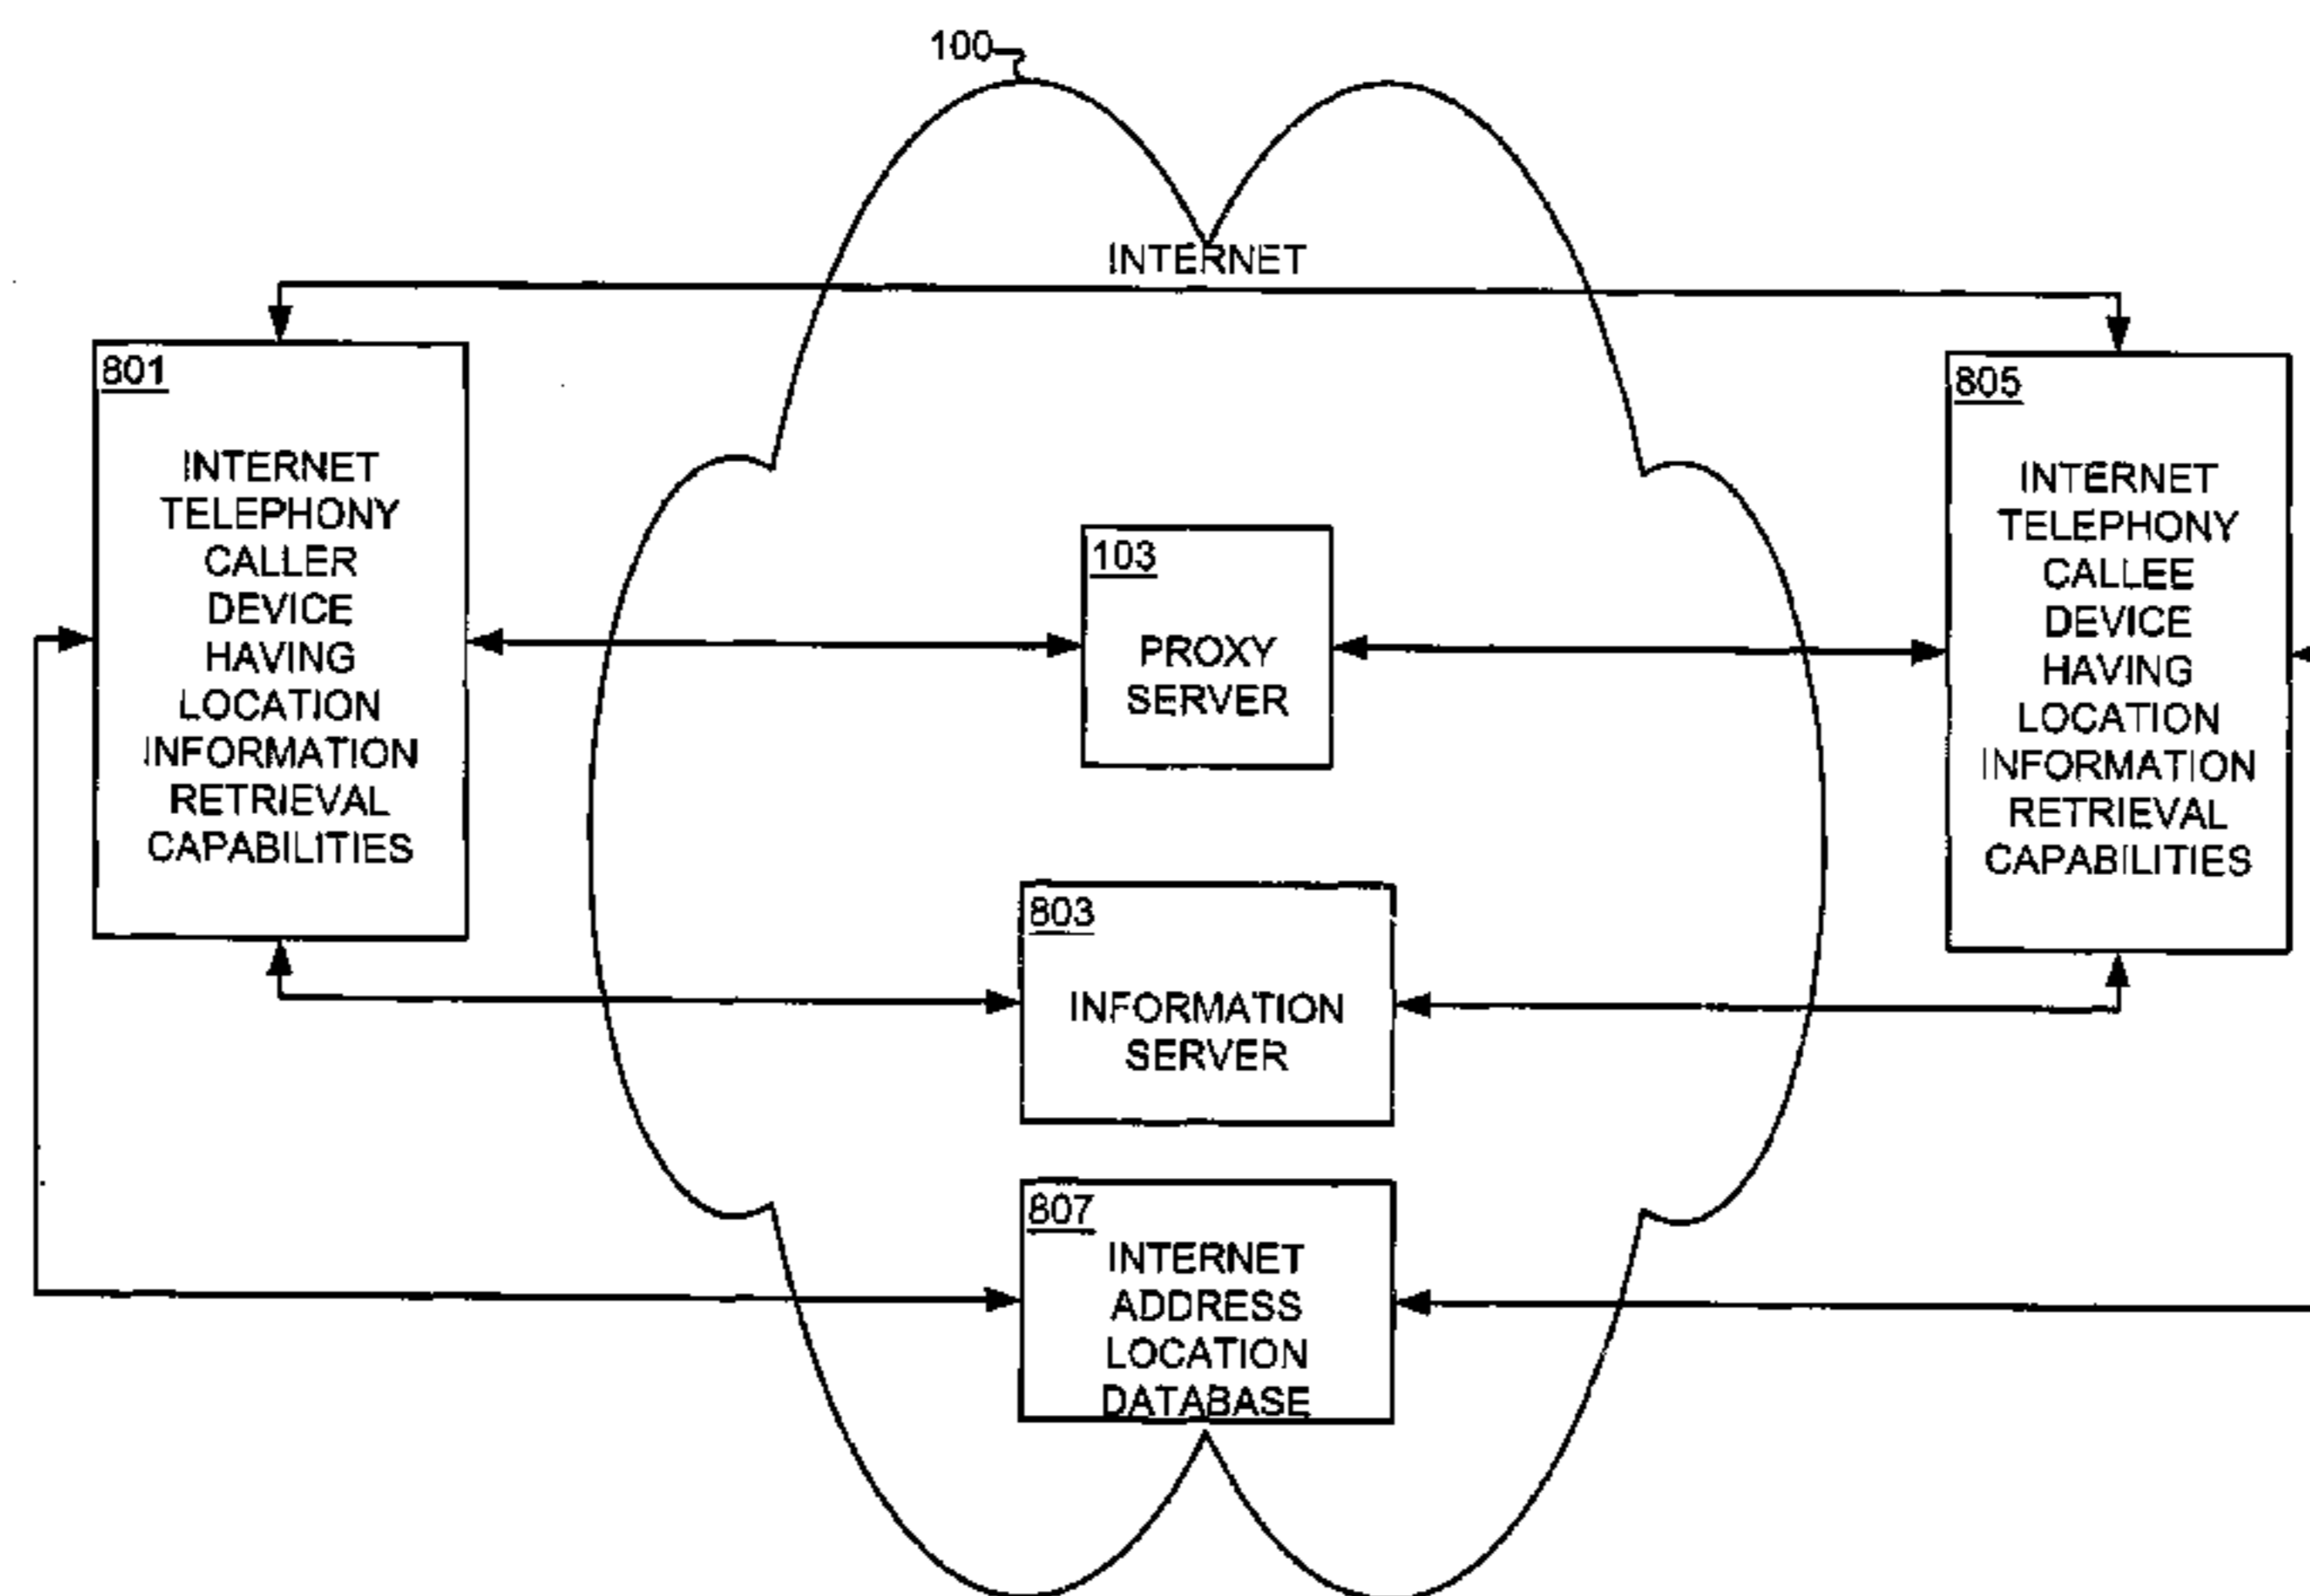 100
INTERNET
801
INTERNET
TELEPHONY
CALLER
DEVICE
HAVING
LOCATION
INFORMATION
RETRIEVAL
CAPABILITIES
103
PROXY
SERVER
803
INFORMATION
SERVER
807
INTERNET
ADDRESS
LOCATION
DATABASE
805
INTERNET
TELEPHONY
CALLEE
DEVICE
HAVING
LOCATION
INFORMATION
RETRIEVAL
CAPABILITIES